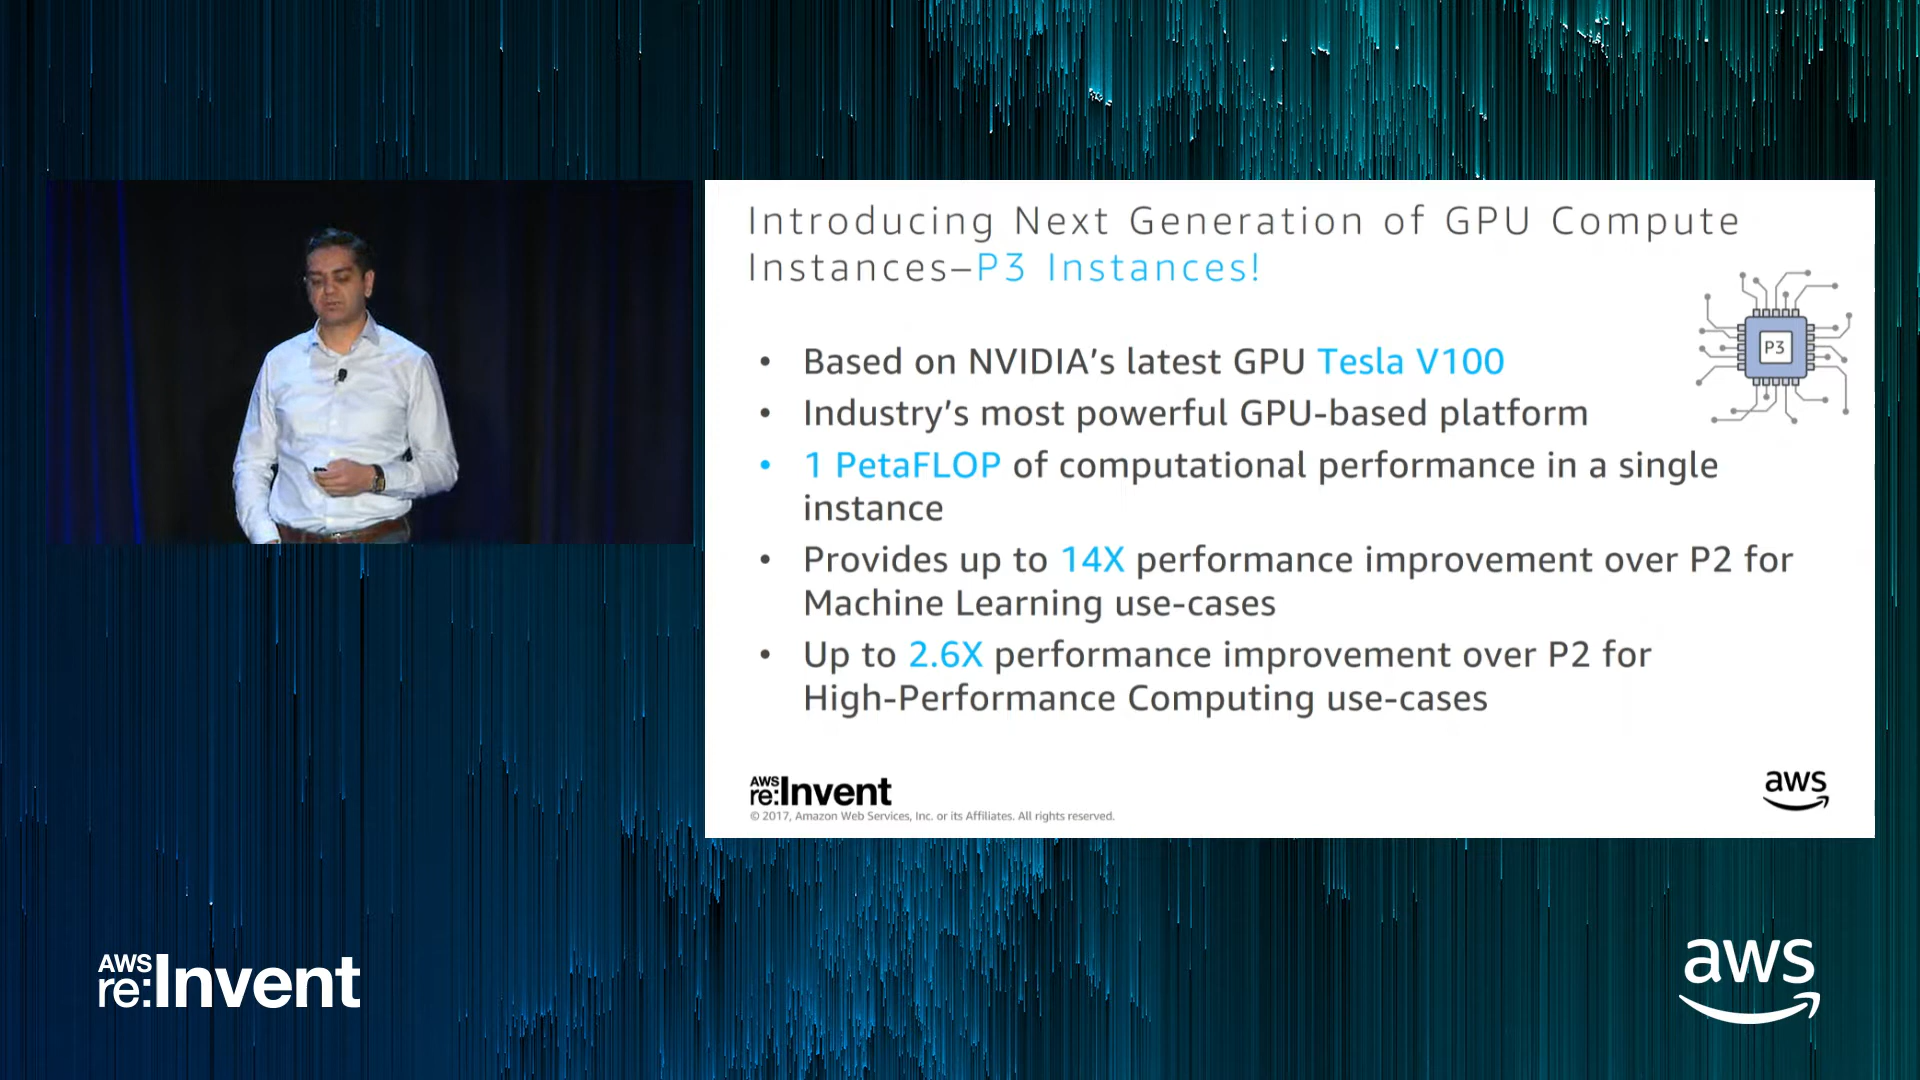 Introducing Next Generation of GPU Compute
Instances–P3 Instances!
P3
• Based on NVIDIA’s latest GPU Tesla V100
• Industry’s most powerful GPU-based platform
• 1 PetaFLOP of computational performance in a single
instance
• Provides up to 14X performance improvement over P2 for
Machine Learning use-cases
• Up to 2.6X performance improvement over P2 for
High-Performance Computing use-cases
AWS
re:Invent
© 2017, Amazon Web Services, Inc. or its Affiliates. All rights reserved.
aws
AWS
re:Invent
aws